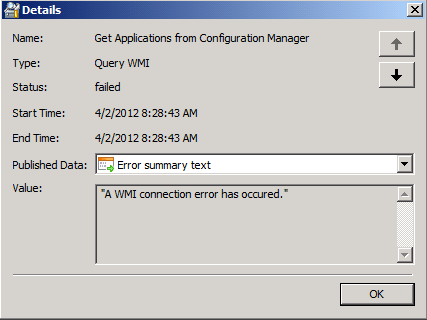 Details
Name: Get Applications from Configuration Manager
Type: Query WMI
Status: failed
Start Time: 4/2/2012 8:28:43 AM
End Time: 4/2/2012 8:28:43 AM
Published Data: Error summary text
Value: "A WMI connection error has occured."
OK